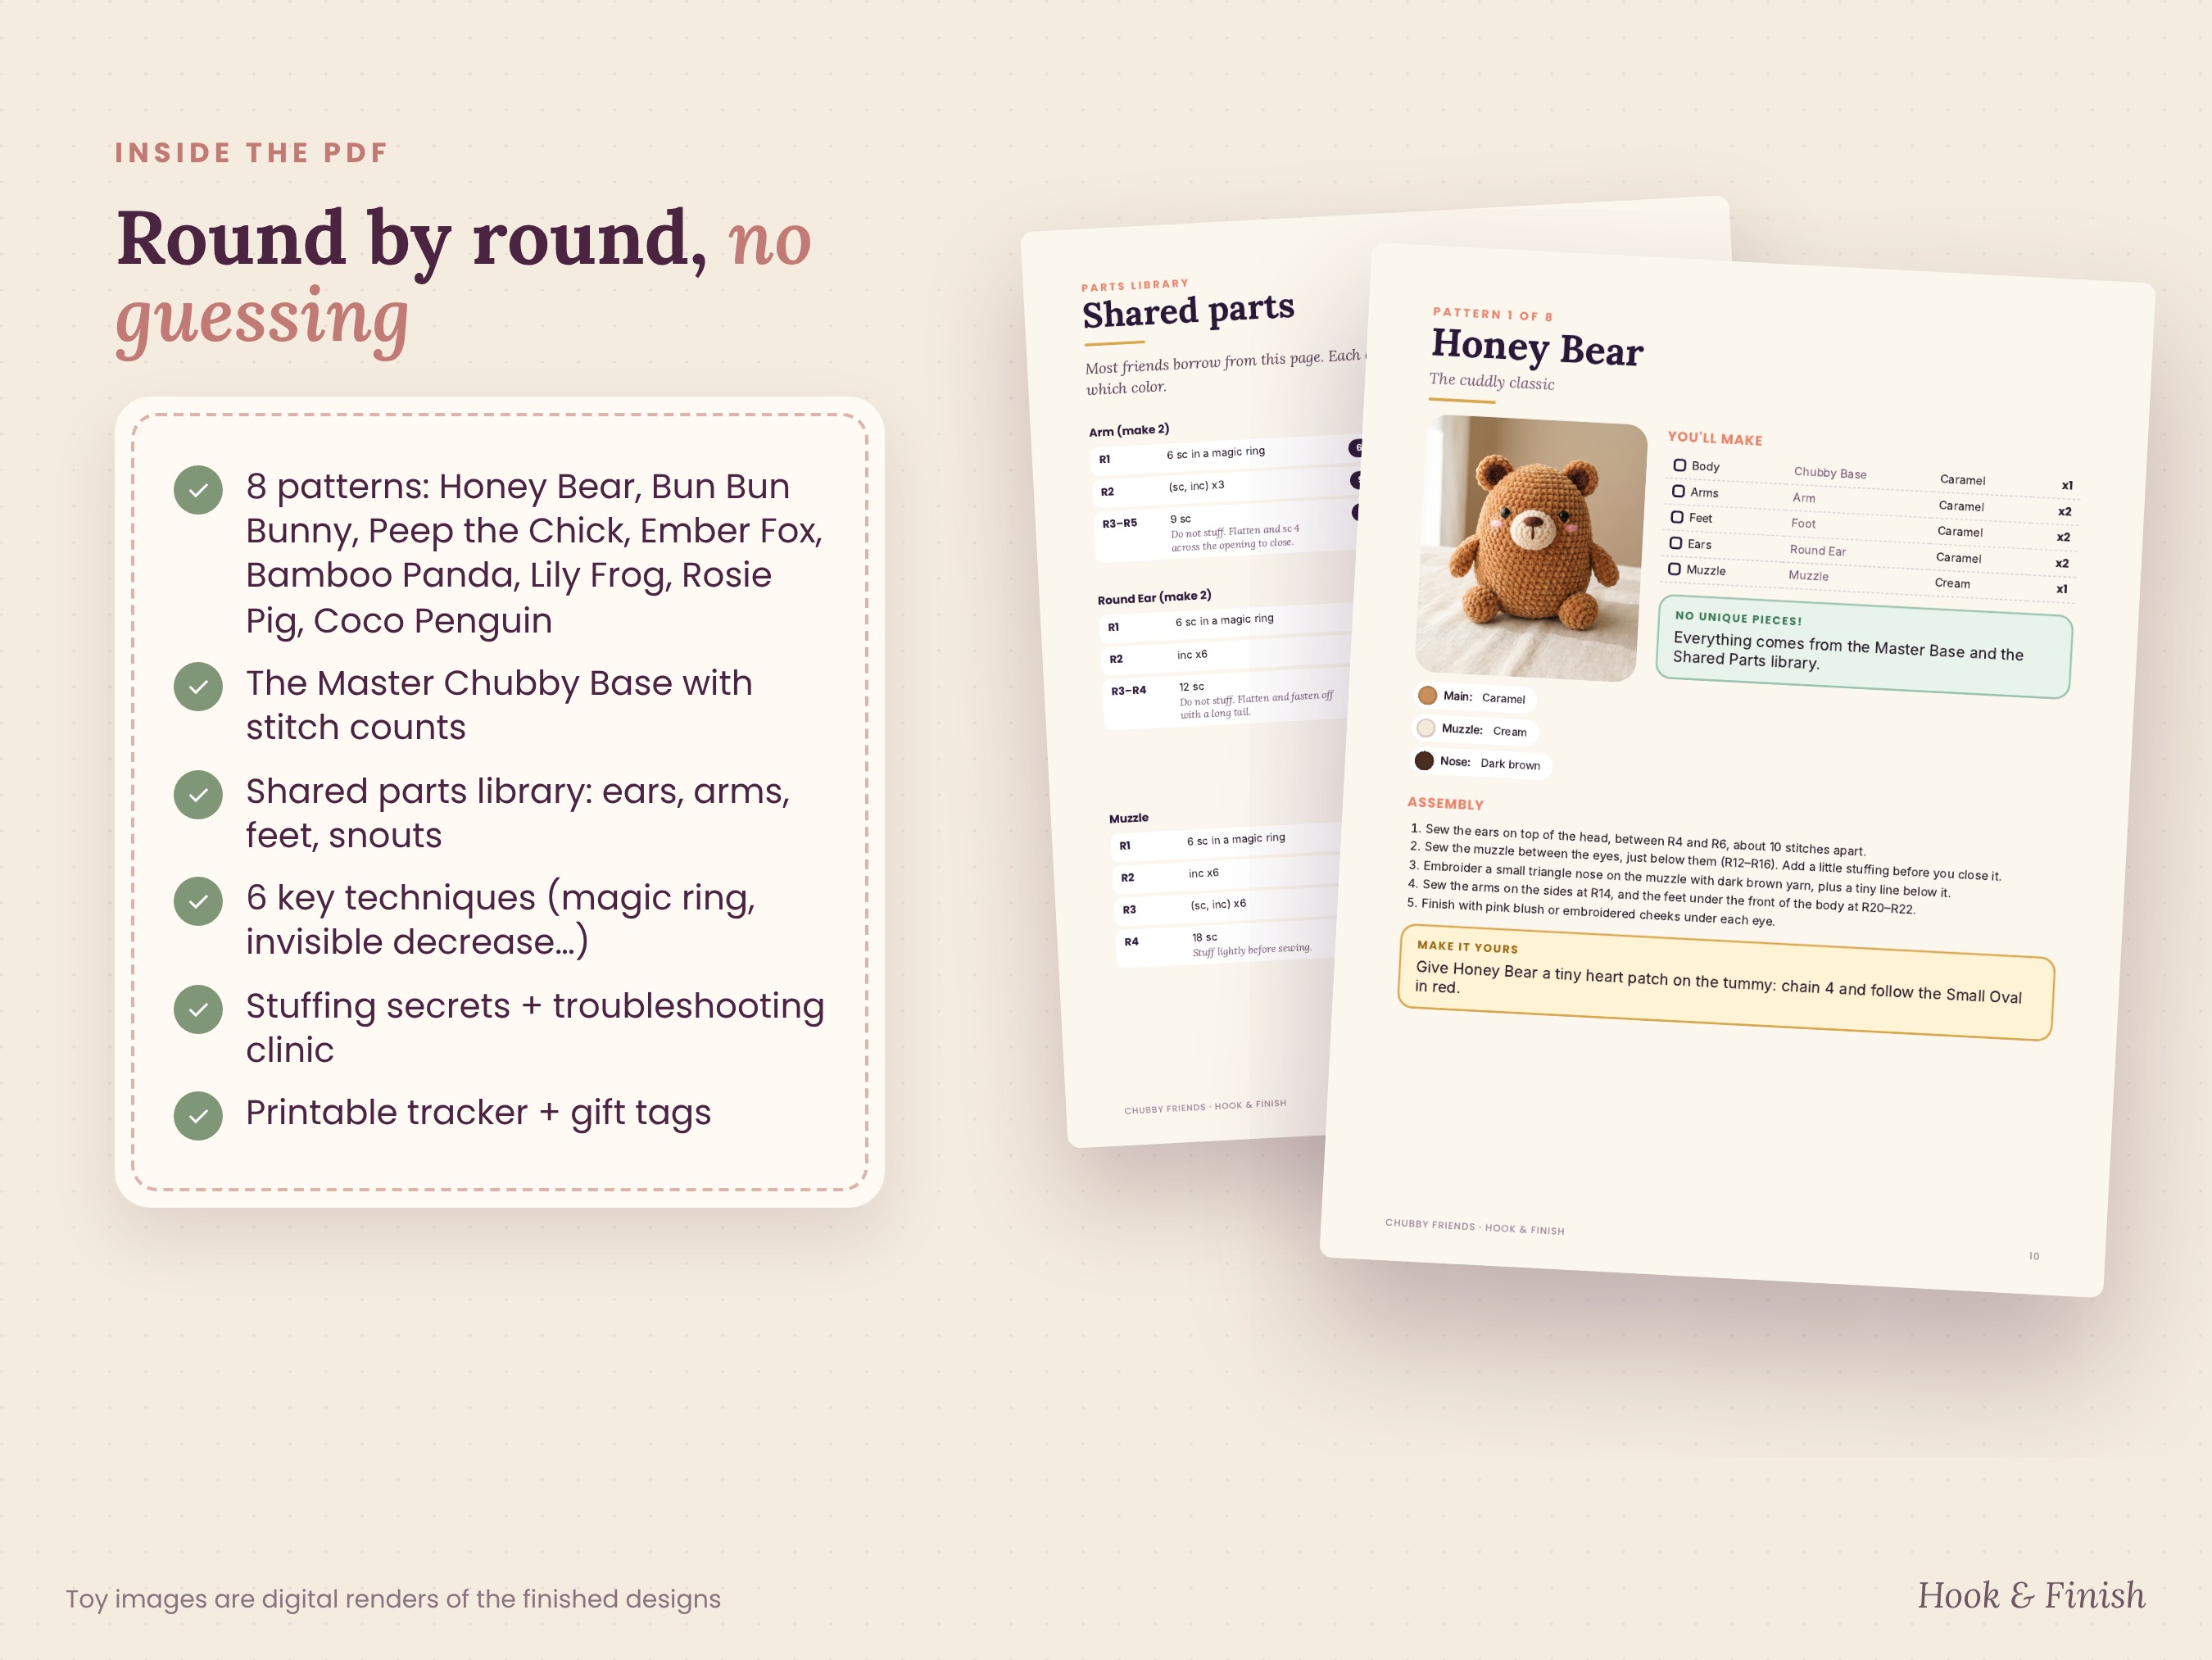 INSIDE THE PDF
Round by round, no
guessing
8 patterns: Honey Bear, Bun Bun
Bunny, Peep the Chick, Ember Fox,
Bamboo Panda, Lily Frog, Rosie
Pig, Coco Penguin
The Master Chubby Base with
stitch counts
Shared parts library: ears, arms,
feet, snouts
6 key techniques (magic ring,
invisible decrease...)
Stuffing secrets + troubleshooting
clinic
Printable tracker + gift tags
PARTS LIBRARY
Shared parts
Most friends borrow from this page. Each
which color.
Arm (make 2)
R1 6 sc in a magic ring
R2 (sc, inc) x3
R3–R5 9 sc
Do not stuff. Flatten and sc 4
across the opening to close.
Round Ear (make 2)
R1 6 sc in a magic ring
R2 inc x6
R3–R4 12 sc
Do not stuff. Flatten and fasten off
with a long tail.
Muzzle
R1 6 sc in a magic ring
R2 inc x6
R3 (sc, inc) x6
R4 18 sc
Stuff lightly before sewing.
CHUBBY FRIENDS · HOOK & FINISH
PATTERN 1 OF 8
Honey Bear
The cuddly classic
YOU'LL MAKE
Body Chubby Base Caramel x1
Arms Arm Caramel x2
Feet Foot Caramel x2
Ears Round Ear Caramel x2
Muzzle Muzzle Cream x1
NO UNIQUE PIECES!
Everything comes from the Master Base and the
Shared Parts library.
Main: Caramel
Muzzle: Cream
Nose: Dark brown
ASSEMBLY
1. Sew the ears on top of the head, between R4 and R6, about 10 stitches apart.
2. Sew the muzzle between the eyes, just below them (R12–R16). Add a little stuffing before you close it.
3. Embroider a small triangle nose on the muzzle with dark brown yarn, plus a tiny line below it.
4. Sew the arms on the sides at R14, and the feet under the front of the body at R20–R22.
5. Finish with pink blush or embroidered cheeks under each eye.
MAKE IT YOURS
Give Honey Bear a tiny heart patch on the tummy: chain 4 and follow the Small Oval
in red.
CHUBBY FRIENDS · HOOK & FINISH
10
Toy images are digital renders of the finished designs
Hook & Finish